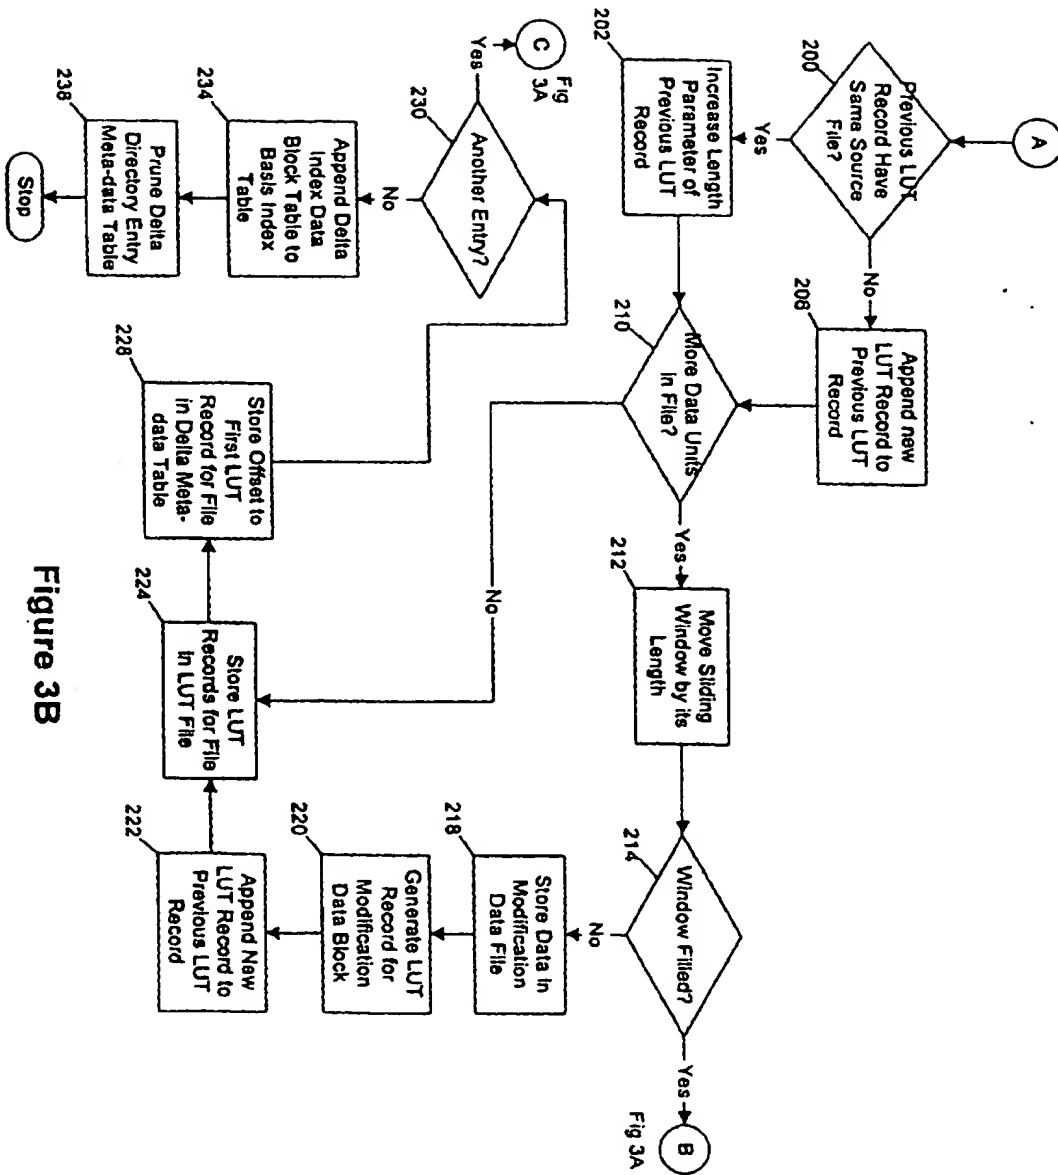 A
200
Previous LUT
Record Have
Same Source
File?
Yes
No
202
Increase Length
Parameter of
Previous LUT
Record
206
Append new
LUT Record to
Previous LUT
Record
210
More Data Units
in File?
Yes
No
212
Move Sliding
Window by its
Length
214
Window Filled?
Yes
B
Fig 3A
No
218
Store Data in
Modification
Data File
220
Generate LUT
Record for
Modification
Data Block
222
Append New
LUT Record to
Previous LUT
Record
224
Store LUT
Records for File
in LUT File
228
Store Offset to
First LUT
Record for File
in Delta Meta-
data Table
230
Another Entry?
Yes
C
Fig
3A
No
234
Append Delta
Index Data
Block Table to
Basis Index
Table
238
Prune Delta
Directory Entry
Meta-data Table
Stop
Figure 3B